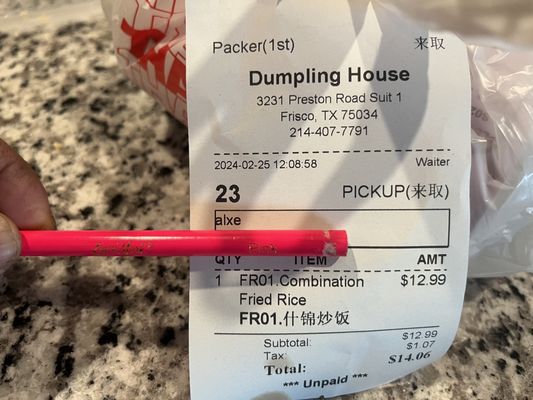 Packer(1st) 来取
Dumpling House
3231 Preston Road Suit 1
Frisco, TX 75034
214-407-7791
2024-02-25 12:08:58 Waiter
23 PICKUP(来取)
alxe
QTY ITEM AMT
1 FR01.Combination $12.99
Fried Rice
FR01.什锦炒饭
Subtotal: $12.99
Tax: $1.07
Total: $14.06
*** Unpaid ***